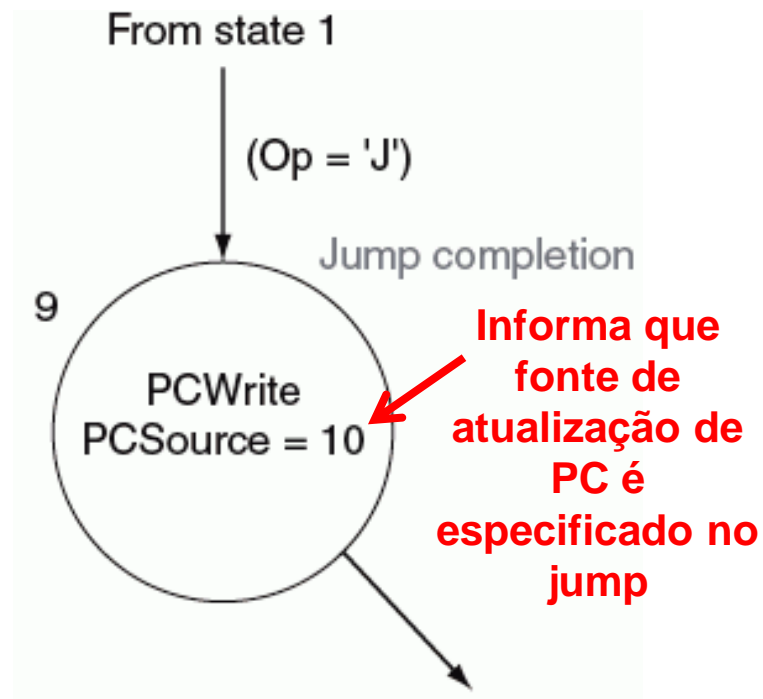 From state 1
(Op = 'J')
Jump completion
9
PCWrite
PCSource = 10
Informa que
fonte de
atualização de
PC é
especificado no
jump